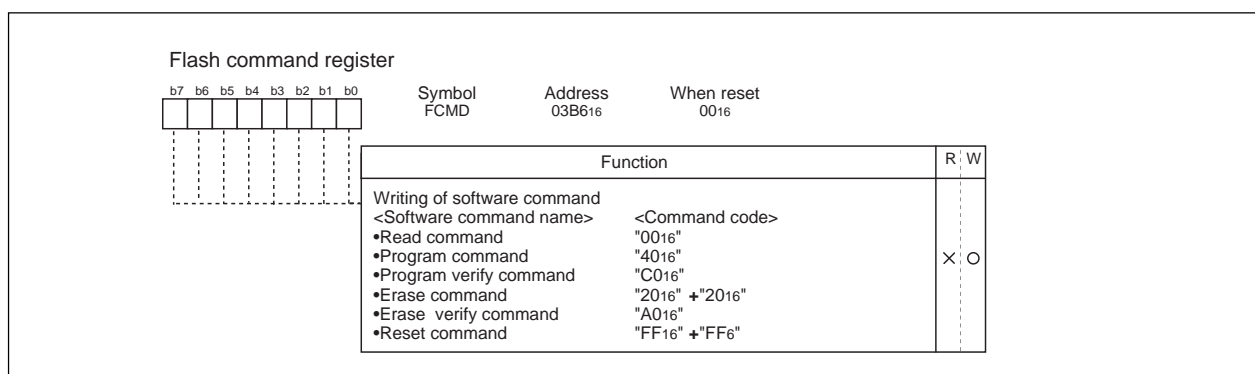 Flash command register
b7 b6 b5 b4 b3 b2 b1 b0
Symbol Address When reset
FCMD 03B616 0016
Function R W
Writing of software command
<Software command name> <Command code>
•Read command "0016"
•Program command "4016"
•Program verify command "C016"
•Erase command "2016" +"2016"
•Erase verify command "A016"
•Reset command "FF16" +"FF6"